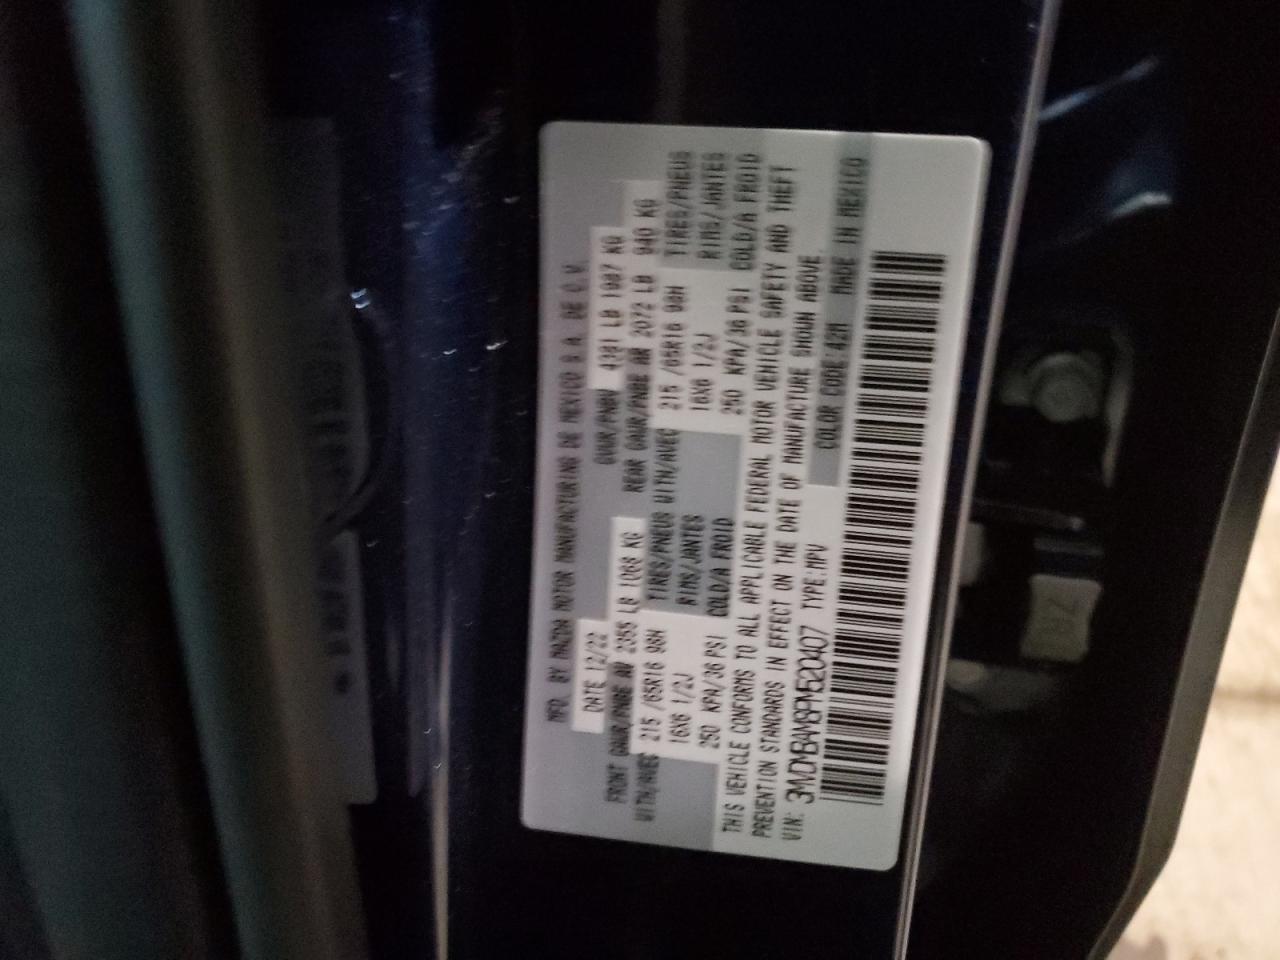 MFD. BY MAZDA MOTOR MANUFACTURING DE MEXICO S.A. DE C.V.
DATE 12/22 GVWR/PNBV 4381 LB 1987 KG
FRONT GAWR/PNBE AV 2355 LB 1068 KG REAR GAWR/PNBE AR 2072 LB 940 KG
WITH/AVEC 215 /65R16 98H TIRES/PNEUS WITH/AVEC 215 /65R16 98H TIRES/PNEUS
16X6 1/2J RIMS/JANTES 16X6 1/2J RIMS/JANTES
250 KPA/36 PSI COLD/A FROID 250 KPA/36 PSI COLD/A FROID
THIS VEHICLE CONFORMS TO ALL APPLICABLE FEDERAL MOTOR VEHICLE SAFETY AND THEFT
PREVENTION STANDARDS IN EFFECT ON THE DATE OF MANUFACTURE SHOWN ABOVE.
VIN: 3MVDMBAM9PM520407 TYPE:MPV COLOR CODE:42M MADE IN MEXICO